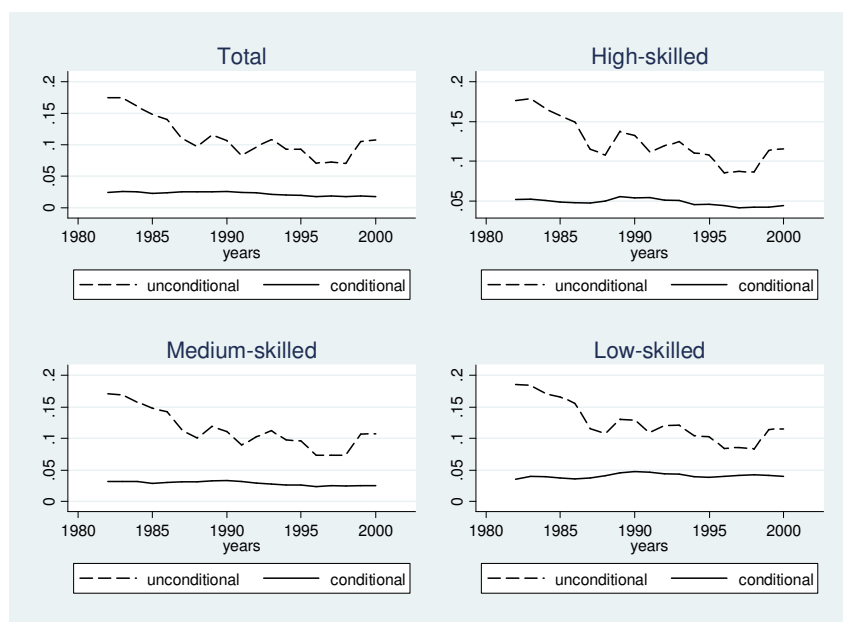 Total
.2
.15
.1
.05
0
1980 1985 1990 1995 2000
years
unconditional conditional
High-skilled
.2
.15
.1
.05
1980 1985 1990 1995 2000
years
unconditional conditional
Medium-skilled
.2
.15
.1
.05
0
1980 1985 1990 1995 2000
years
unconditional conditional
Low-skilled
.2
.15
.1
.05
0
1980 1985 1990 1995 2000
years
unconditional conditional